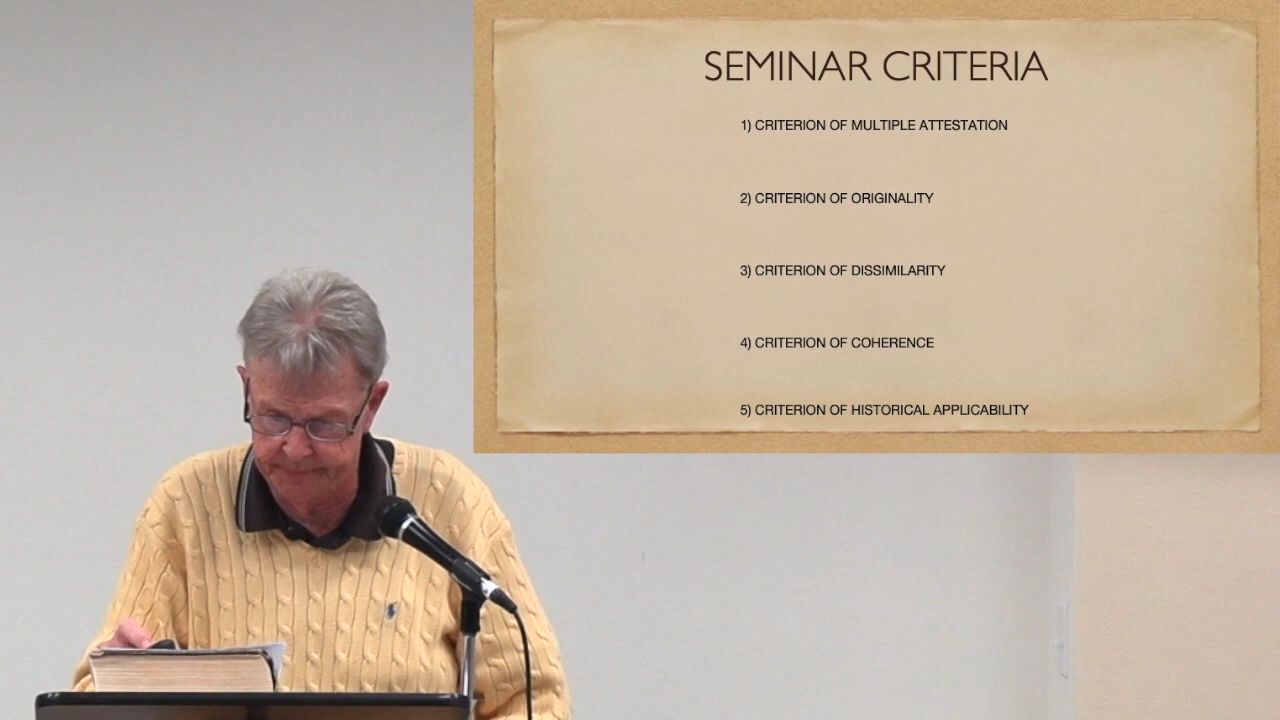 SEMINAR CRITERIA
1) CRITERION OF MULTIPLE ATTESTATION
2) CRITERION OF ORIGINALITY
3) CRITERION OF DISSIMILARITY
4) CRITERION OF COHERENCE
5) CRITERION OF HISTORICAL APPLICABILITY